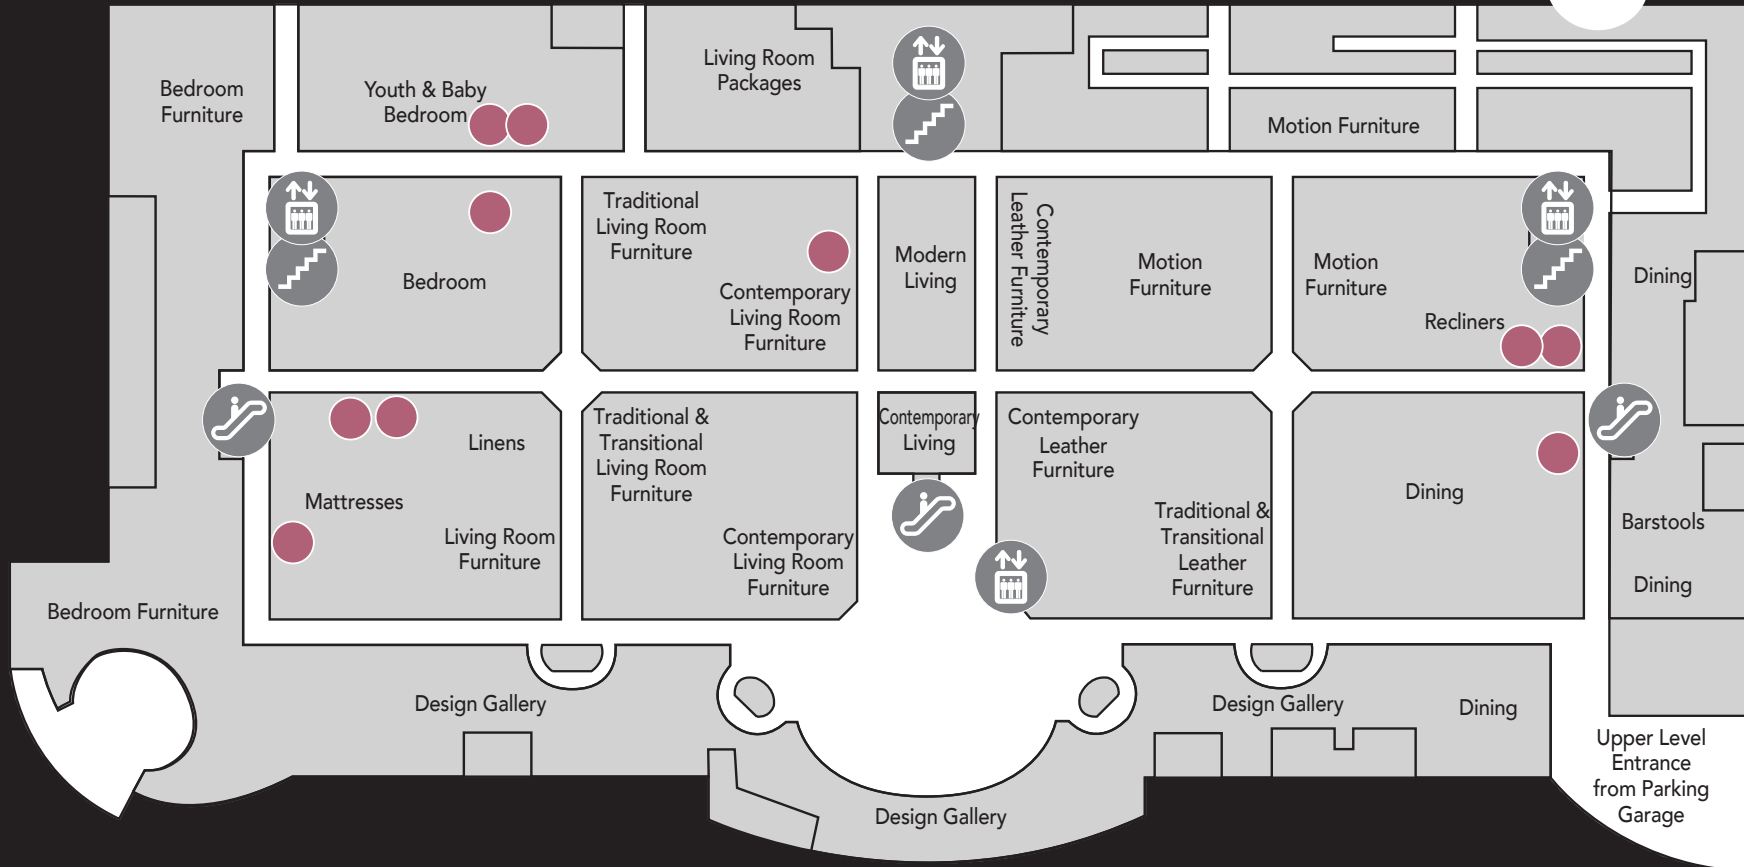 Bedroom
Furniture
Youth & Baby
Bedroom
Living Room
Packages
Motion Furniture
Bedroom
Traditional
Living Room
Furniture
Contemporary
Living Room
Furniture
Modern
Living
Contemporary
Leather Furniture
Motion
Furniture
Motion
Furniture
Recliners
Dining
Linens
Mattresses
Living Room
Furniture
Traditional &
Transitional
Living Room
Furniture
Contemporary
Living Room
Furniture
Contemporary
Living
Contemporary
Leather
Furniture
Traditional &
Transitional
Leather
Furniture
Dining
Barstools
Dining
Bedroom Furniture
Design Gallery
Design Gallery
Dining
Design Gallery
Upper Level
Entrance
from Parking
Garage